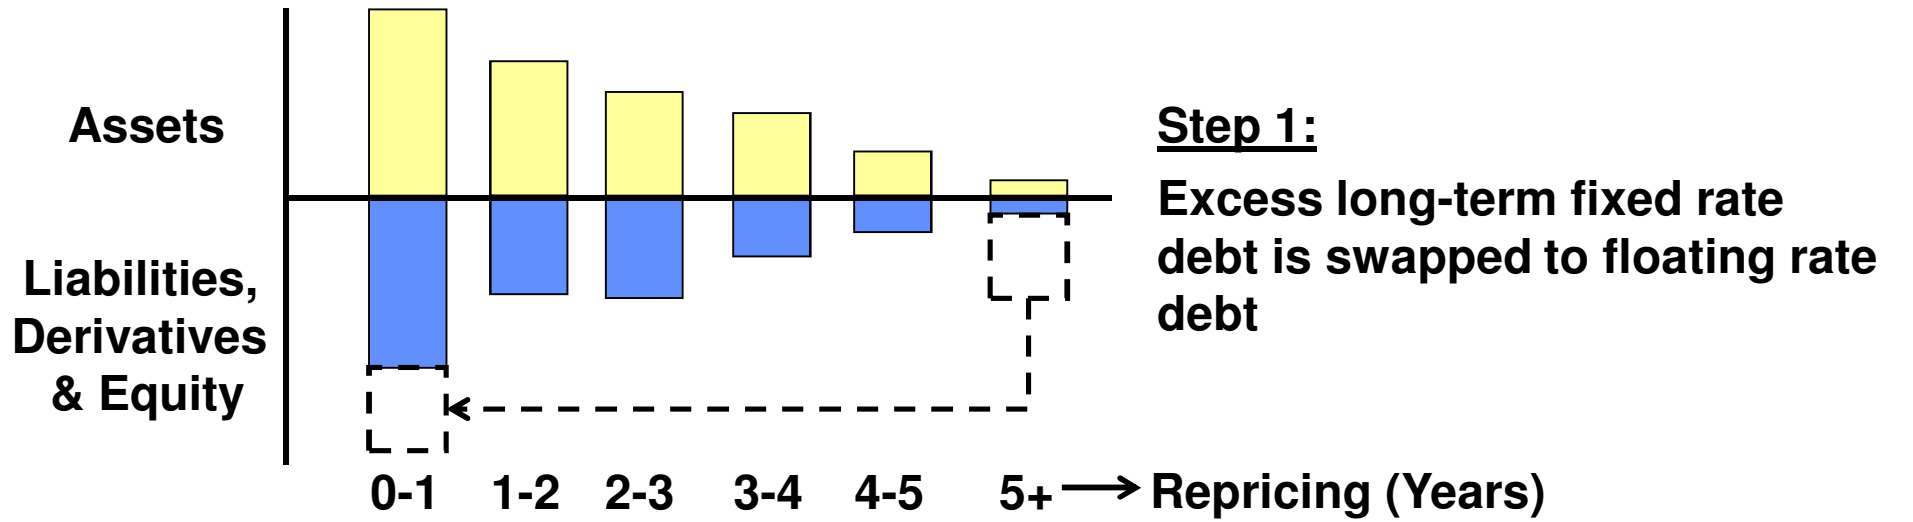 Assets
Liabilities,
Derivatives
& Equity
Step 1:
Excess long-term fixed rate
debt is swapped to floating rate
debt
0-1 1-2 2-3 3-4 4-5 5+ Repricing (Years)